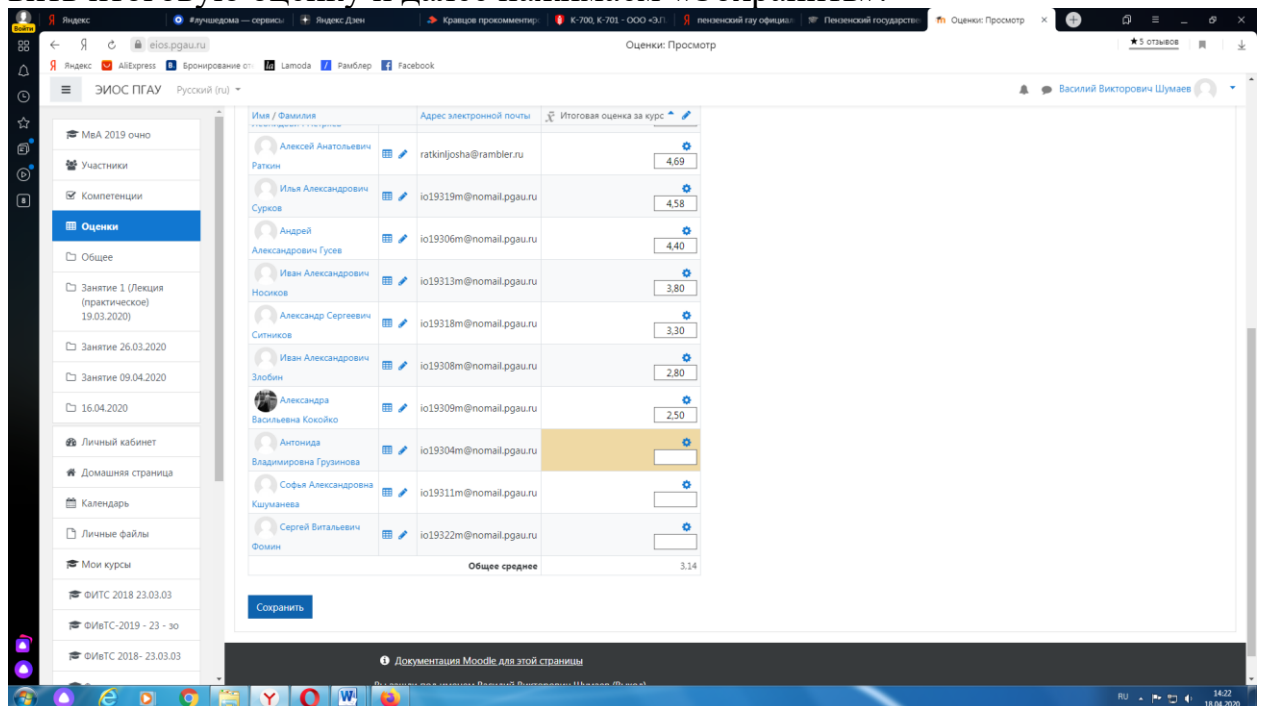 вить итоговую оценку и далее нажимаем «Сохранить».
Войти
Яндекс
#лучшедома — сервисы
Яндекс Дзен
Кравцов прокомментир
К-700, К-701 - ООО «Э.П.
пензенский гау официал
Пензенский государстве
Оценки: Просмотр
eios.pgau.ru
Оценки: Просмотр
★ 5 отзывов
Яндекс
AliExpress
Бронирование от
Lamoda
Рамблер
Facebook
ЭИОС ПГАУ
Русский (ru)
Василий Викторович Шумаев
МвА 2019 очно
Участники
Компетенции
Оценки
Общее
Занятие 1 (Лекция
(практическое)
19.03.2020)
Занятие 26.03.2020
Занятие 09.04.2020
16.04.2020
Личный кабинет
Домашняя страница
Календарь
Личные файлы
Мои курсы
ФИТС 2018 23.03.03
ФИвТС-2019 - 23 - зо
ФИвТС 2018- 23.03.03
Имя / Фамилия
Адрес электронной почты
Итоговая оценка за курс
Алексей Анатольевич
Раткин
ratkinljosha@rambler.ru
4,69
Илья Александрович
Сурков
io19319m@nomail.pgau.ru
4,58
Андрей
Александрович Гусев
io19306m@nomail.pgau.ru
4,40
Иван Александрович
Носиков
io19313m@nomail.pgau.ru
3,80
Александр Сергеевич
Ситников
io19318m@nomail.pgau.ru
3,30
Иван Александрович
Злобин
io19308m@nomail.pgau.ru
2,80
Александра
Васильевна Кокойко
io19309m@nomail.pgau.ru
2,50
Антонида
Владимировна Грузинова
io19304m@nomail.pgau.ru
Софья Александровна
Кшуманева
io19311m@nomail.pgau.ru
Сергей Витальевич
Фомин
io19322m@nomail.pgau.ru
Общее среднее
3,14
Сохранить
Документация Moodle для этой страницы
RU
14:22
18.04.2020